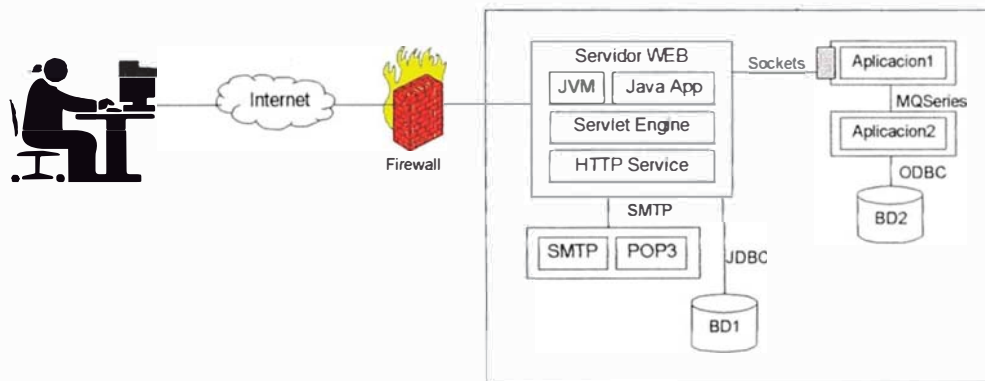 Servidor WEB
JVM
Java App
Servlet Engine
HTTP Service
Sockets
Aplicacion1
MQSeries
Aplicacion2
ODBC
BD2
Internet
Firewall
SMTP
SMTP
POP3
JDBC
BD1